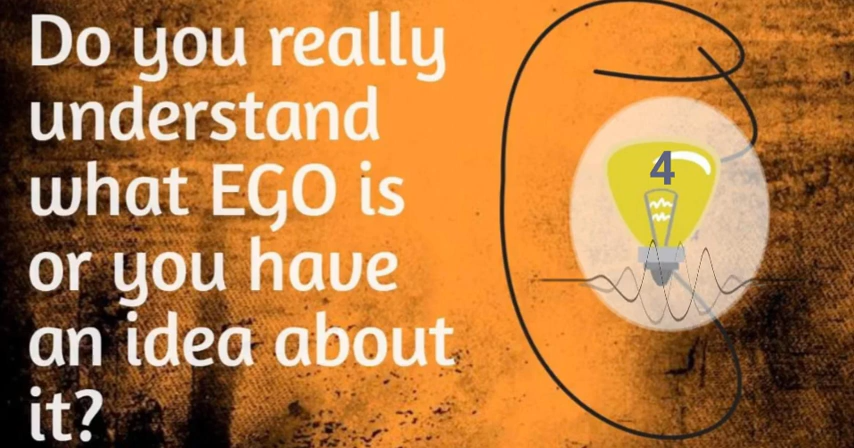 Do you really
understand
what EGO is
or you have
an idea about
it?
4